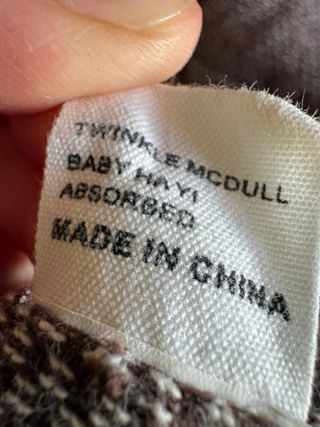 TWINKLE MCDULL
BABY HAYI
ABSORBED
MADE IN CHINA